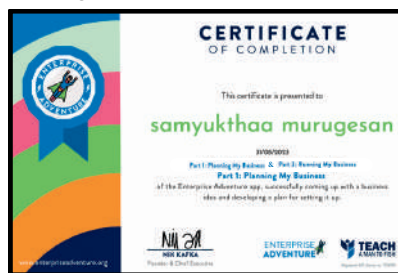 CERTIFICATE
OF COMPLETION
ENTERPRISE
ADVENTURE
This certificate is presented to
samyukthaa murugesan
31/08/2023
Part 1: Planning My Business & Part 2: Running My Business
Part 1: Planning My Business
of the Enterprise Adventure app, successfully coming up with a business
idea and developing a plan for setting it up.
NIK KAFKA
Founder & Chief Executive
ENTERPRISE
ADVENTURE
TEACH
A MAN TO FISH
www.enterpriseadventure.org